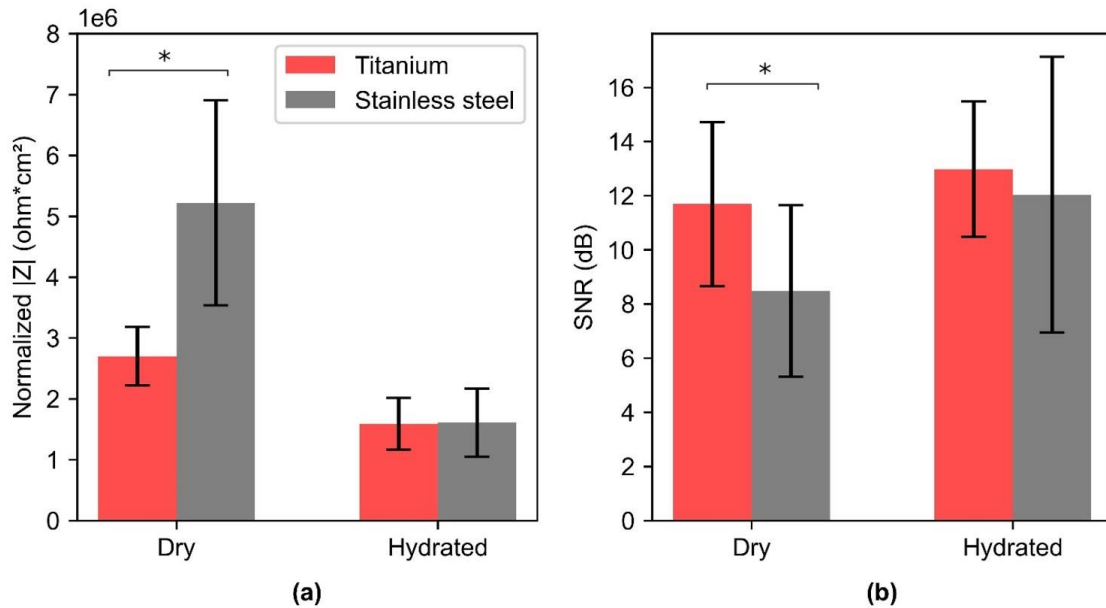 1e6
8
7
6
5
4
3
2
1
0
Normalized |Z| (ohm*cm²)
*
Titanium
Stainless steel
Dry
Hydrated
(a)
16
14
12
10
8
6
4
2
0
SNR (dB)
*
Dry
Hydrated
(b)